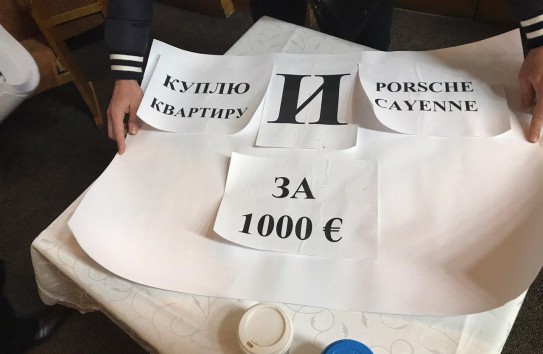 КУПЛЮ
КВАРТИРУ
И
PORSCHE
CAYENNE
ЗА
1000 €